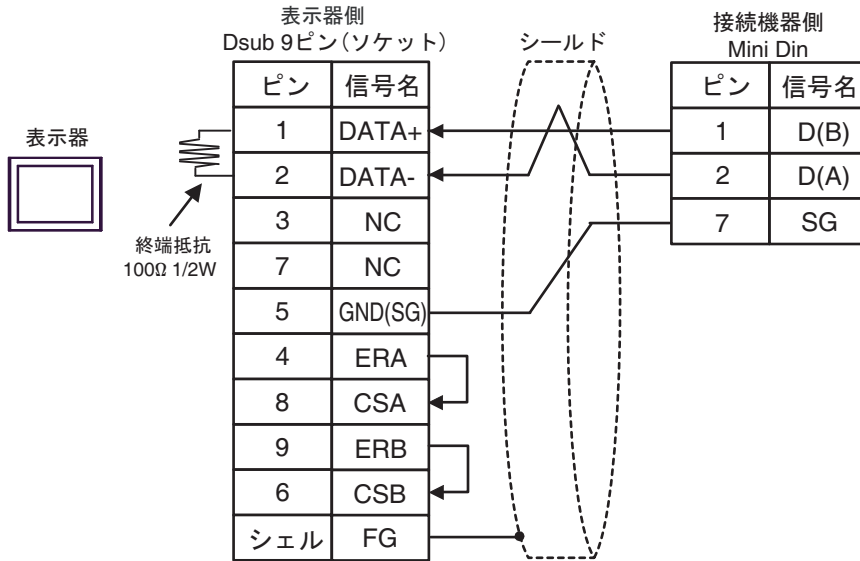 表示器側
Dsub 9ピン(ソケット)
シールド
接続機器側
Mini Din
ピン 信号名
1 DATA+
2 DATA-
3 NC
7 NC
5 GND(SG)
4 ERA
8 CSA
9 ERB
6 CSB
シェル FG
ピン 信号名
1 D(B)
2 D(A)
7 SG
表示器
終端抵抗
100Ω 1/2W